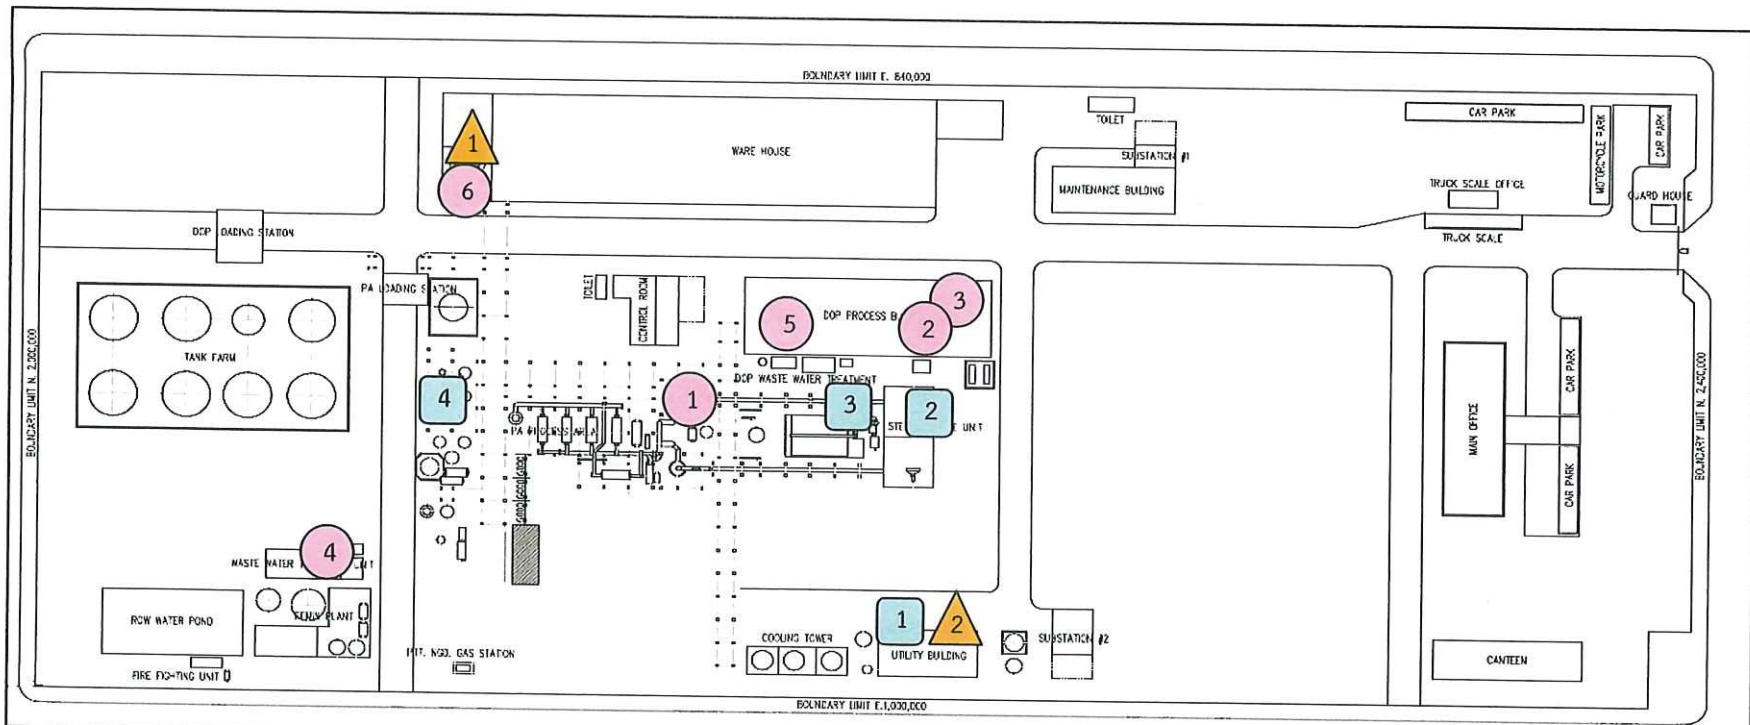 BOUNDARY LIMIT E. 840,000
CAR PARK
MOTORCYCLE PARK
CAR PARK
TOILET
1
WARE HOUSE
SUBSTATION #1
6
MAINTENANCE BUILDING
TRUCK SCALE OFFICE
GUARD HOUSE
DOP LOADING STATION
TRUCK SCALE
PA LOADING STATION
TOILET
CONTROL ROOM
3
5
DOP PROCESS B
2
BOUNDARY LIMIT N. 2,000,000
TANK FARM
DOP WASTE WATER TREATMENT
4
1
3
2
PA PROCESS AREA
STE
UNIT
MAIN OFFICE
CAR PARK
CAR PARK
BOUNDARY LIMIT N. 2,400,000
4
WASTE WATER
UNIT
ROW WATER POND
PLANT
1
2
COOLING TOWER
UTILITY BUILDING
SUBSTATION #2
NGD. GAS STATION
CANTEEN
FIRE FIGHTING UNIT
BOUNDARY LIMIT E.1,000,000